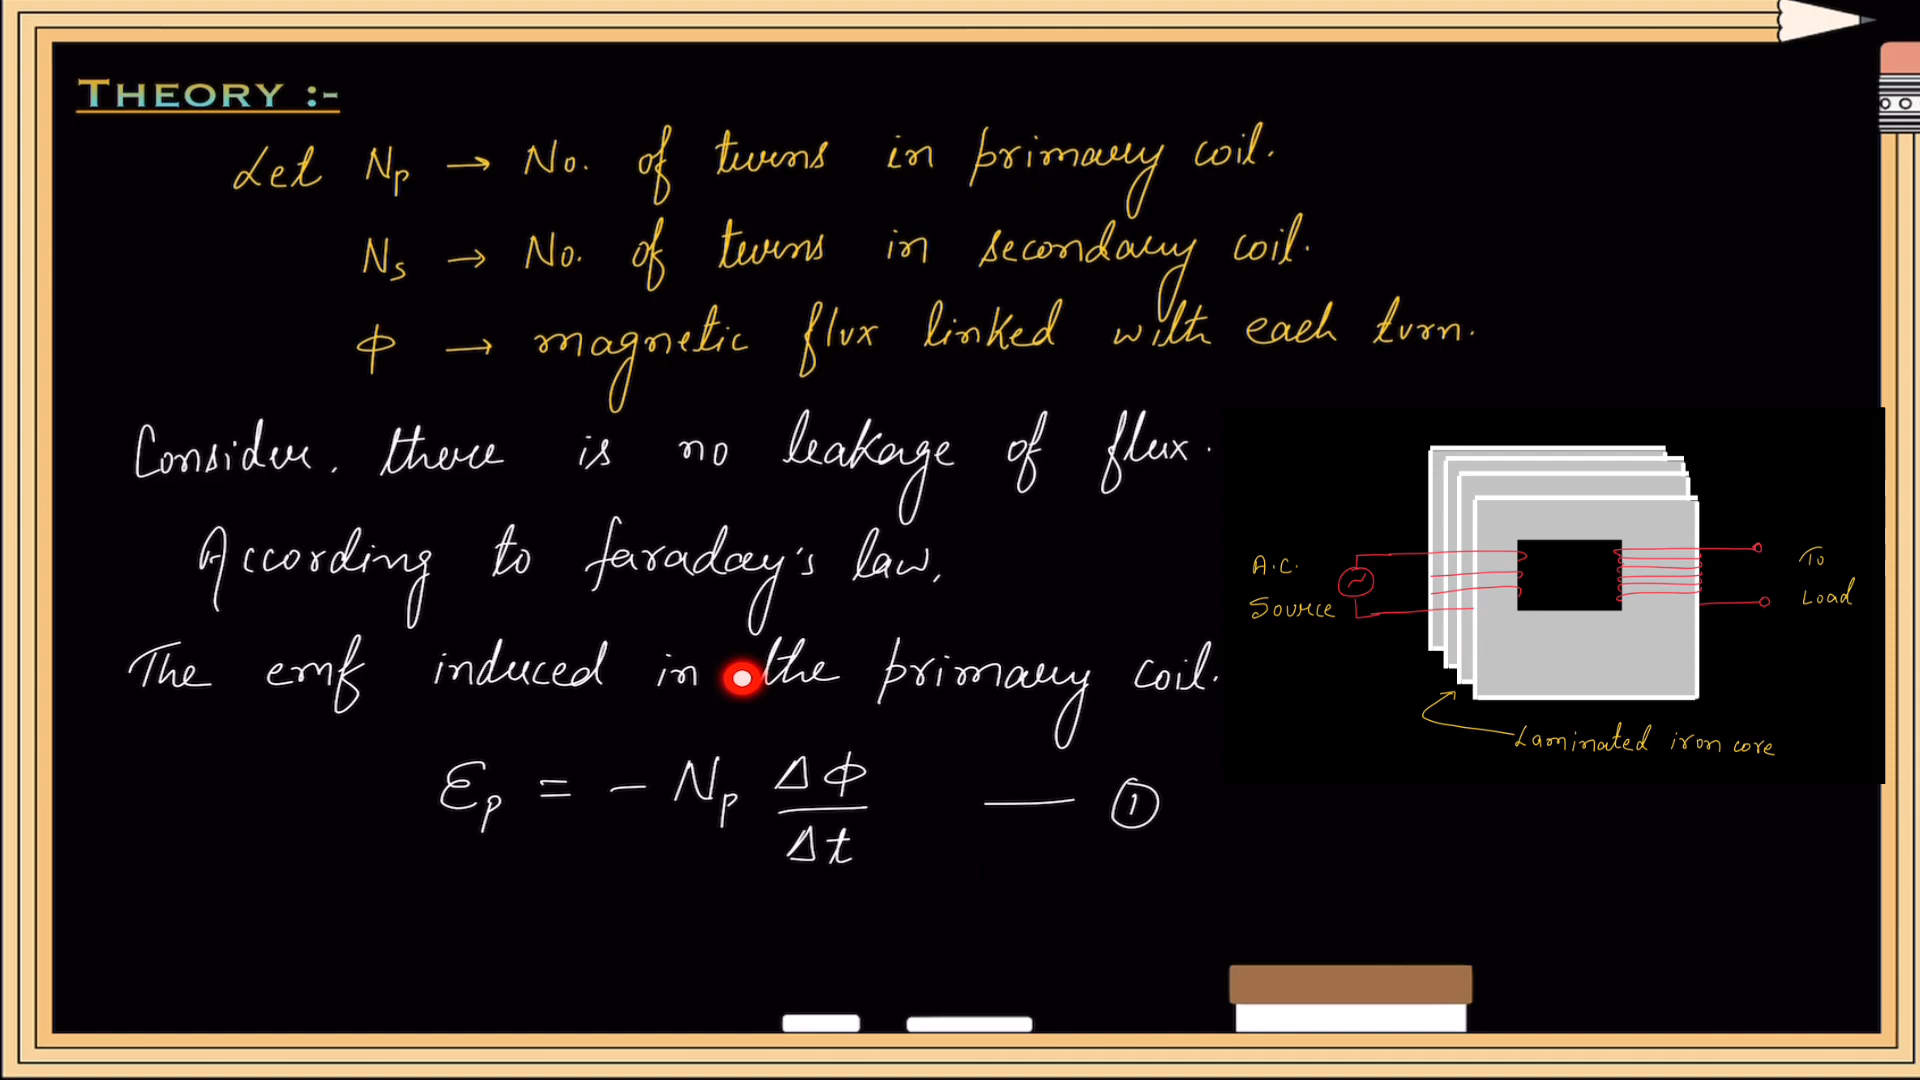 THEORY :-
Let Np → No. of turns in primary coil.
Ns → No. of turns in secondary coil.
Φ → magnetic flux linked with each turn.
Consider, there is no leakage of flux.
According to faraday's law,
The emf induced in the primary coil.
Ɛp = - Np ΔΦ/Δt — ①
A.C. Source
To Load
Laminated iron core